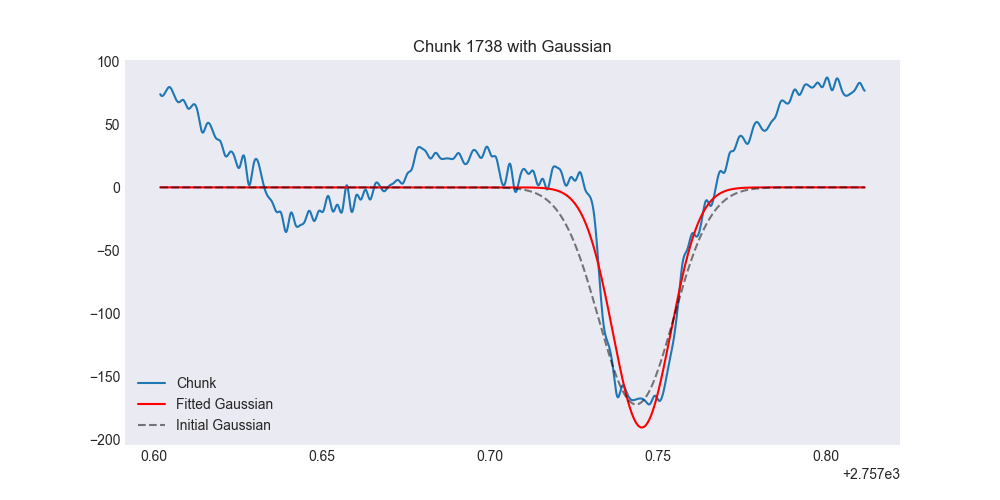 Chunk 1738 with Gaussian
100
50
0
−50
−100
−150
−200
Chunk
Fitted Gaussian
Initial Gaussian
0.60 0.65 0.70 0.75 0.80
+2.757e3